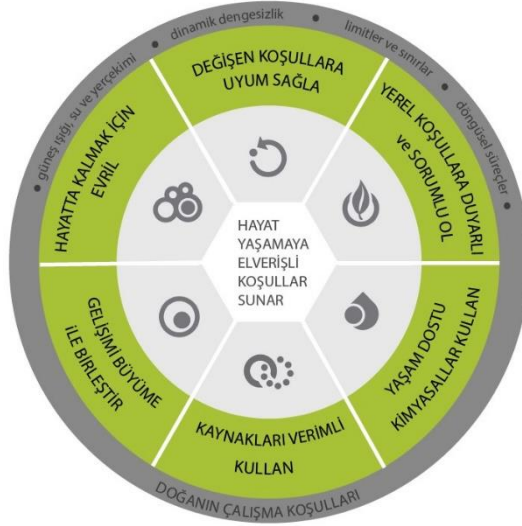 güneş ışığı, su ve yerçekimi
dinamik dengesizlik
limitler ve sınırlar
döngüsel süreçler
DEĞİŞEN KOŞULLARA
UYUM SAĞLA
YEREL KOŞULLARA DUYARLI
ve SORUMLU OL
YAŞAM DOSTU
KİMYASALLAR KULLAN
KAYNAKLARI VERİMLİ
KULLAN
GELİŞİMİ BÜYÜME
iLE BİRLEŞTİR
HAYATTA KALMAK İÇİN
EVRİL
HAYAT
YAŞAMAYA
ELVERİŞLİ
KOŞULLAR
SUNAR
DOĞANIN ÇALIŞMA KOŞULLARI